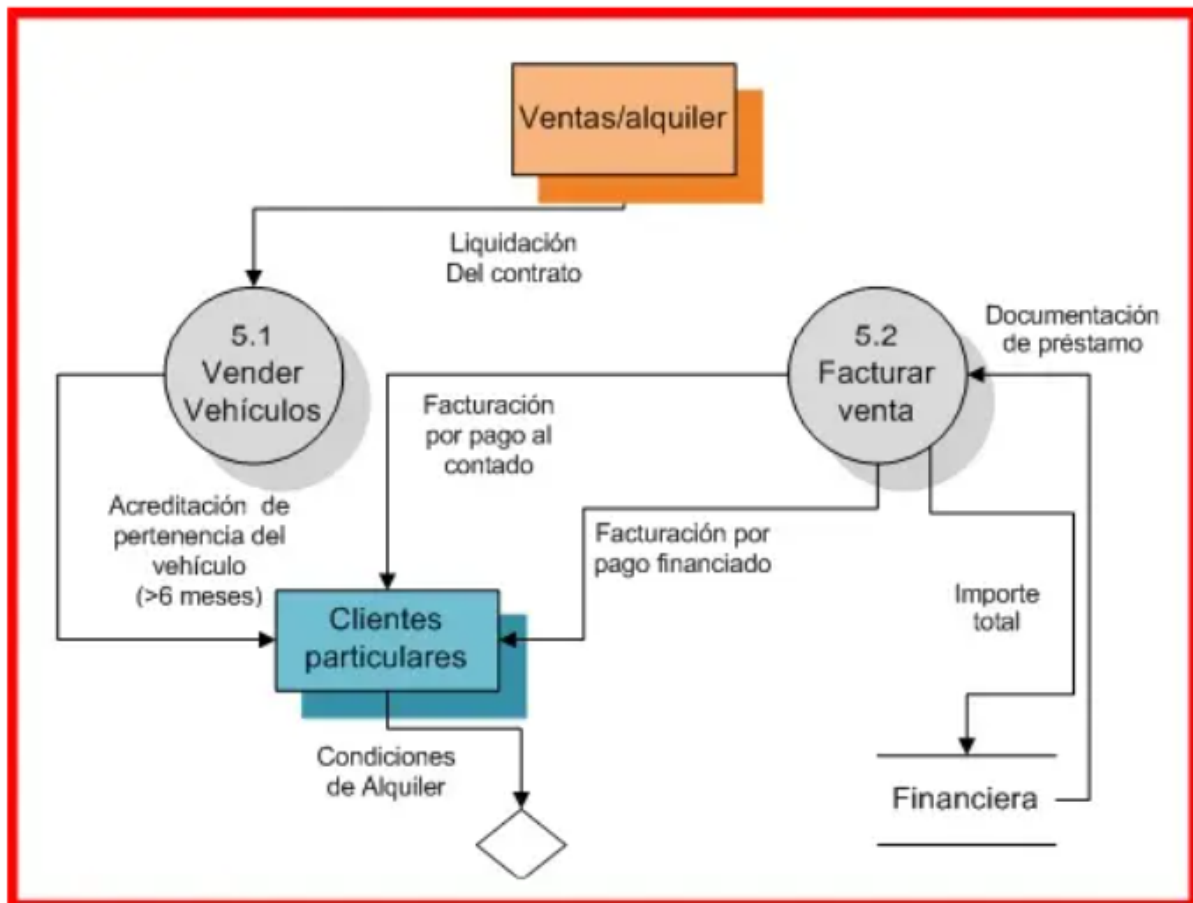 Ventas/alquiler
Liquidación
Del contrato
5.1
Vender
Vehículos
5.2
Facturar
venta
Documentación
de préstamo
Facturación
por pago al
contado
Acreditación de
pertenencia del
vehículo
(>6 meses)
Facturación por
pago financiado
Importe
total
Clientes
particulares
Condiciones
de Alquiler
Financiera